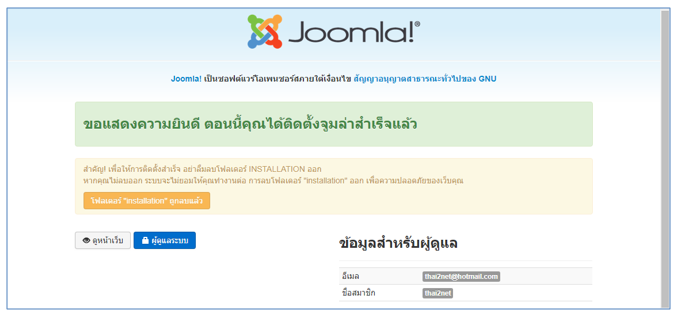 Joomla!®
Joomla! เป็นซอฟต์แวร์โอเพนซอร์สภายใต้เงื่อนไข สัญญาอนุญาตสาธารณะทั่วไปของ GNU
ขอแสดงความยินดี ตอนนี้คุณได้ติดตั้งจูมล่าสำเร็จแล้ว
สำคัญ! เพื่อให้การติดตั้งสำเร็จ อย่าลืมลบโฟลเดอร์ INSTALLATION ออก
หากคุณไม่ลบออก ระบบจะไม่ยอมให้คุณทำงานต่อ การลบโฟลเดอร์ "installation" ออก เพื่อความปลอดภัยของเว็บคุณ
โฟลเดอร์ "installation" ถูกลบแล้ว
ดูหน้าเว็บ
ผู้ดูแลระบบ
ข้อมูลสำหรับผู้ดูแล
อีเมล thai2net@hotmail.com
ชื่อสมาชิก thai2net